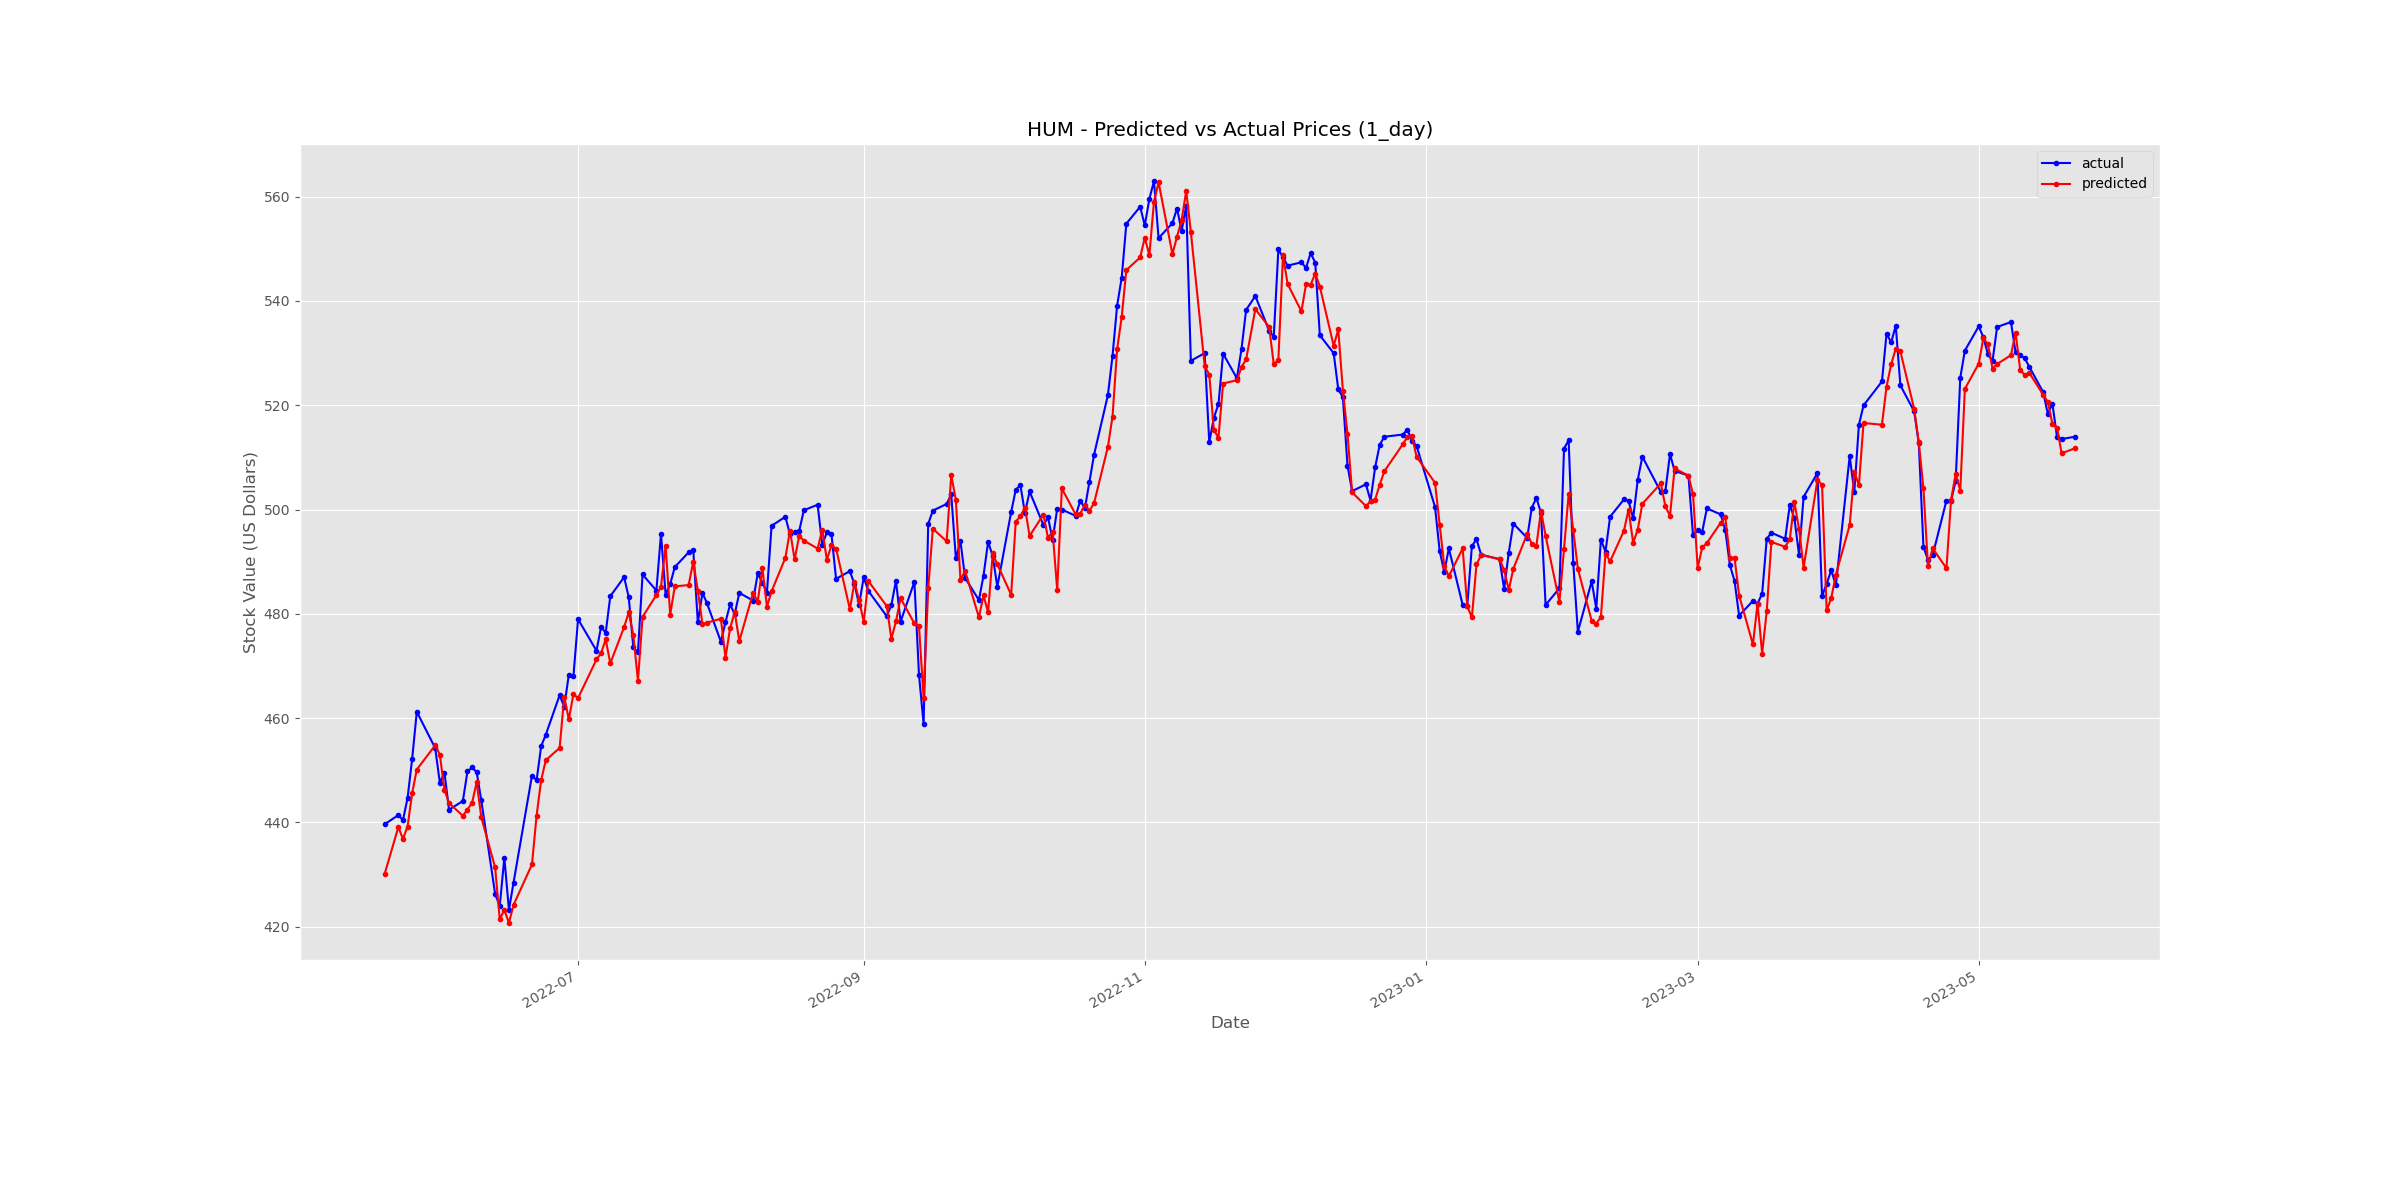 HUM - Predicted vs Actual Prices (1_day)
actual
predicted
Stock Value (US Dollars)
560
540
520
500
480
460
440
420
2022-07
2022-09
2022-11
2023-01
2023-03
2023-05
Date